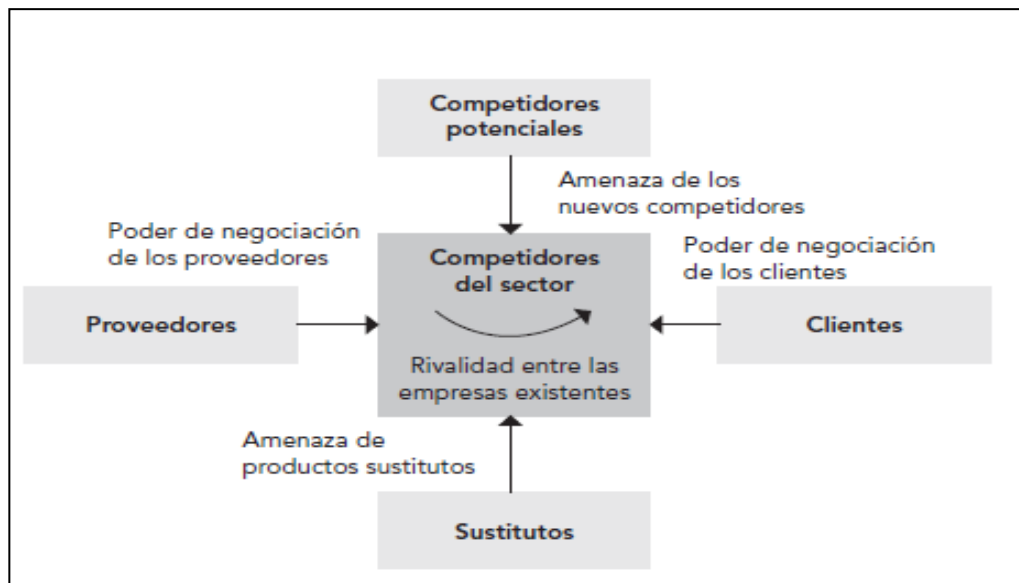 Competidores
potenciales
Amenaza de los
nuevos competidores
Poder de negociación
de los proveedores
Competidores
del sector
Poder de negociación
de los clientes
Proveedores
Clientes
Rivalidad entre las
empresas existentes
Amenaza de
productos sustitutos
Sustitutos